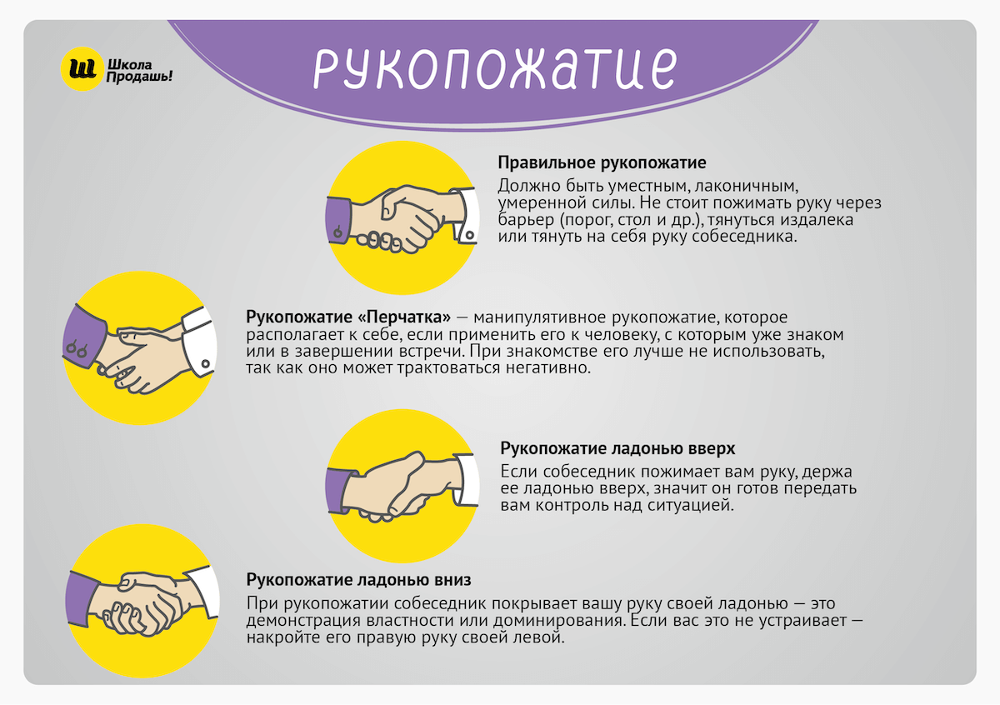 Ш Школа
Продашь!
РУКОПОЖАТИЕ
Правильное рукопожатие
Должно быть уместным, лаконичным,
умеренной силы. Не стоит пожимать руку через
барьер (порог, стол и др.), тянуться издалека
или тянуть на себя руку собеседника.
Рукопожатие «Перчатка» — манипулятивное рукопожатие, которое
располагает к себе, если применить его к человеку, с которым уже знаком
или в завершении встречи. При знакомстве его лучше не использовать,
так как оно может трактоваться негативно.
Рукопожатие ладонью вверх
Если собеседник пожимает вам руку, держа
ее ладонью вверх, значит он готов передать
вам контроль над ситуацией.
Рукопожатие ладонью вниз
При рукопожатии собеседник покрывает вашу руку своей ладонью — это
демонстрация властности или доминирования. Если вас это не устраивает —
накройте его правую руку своей левой.